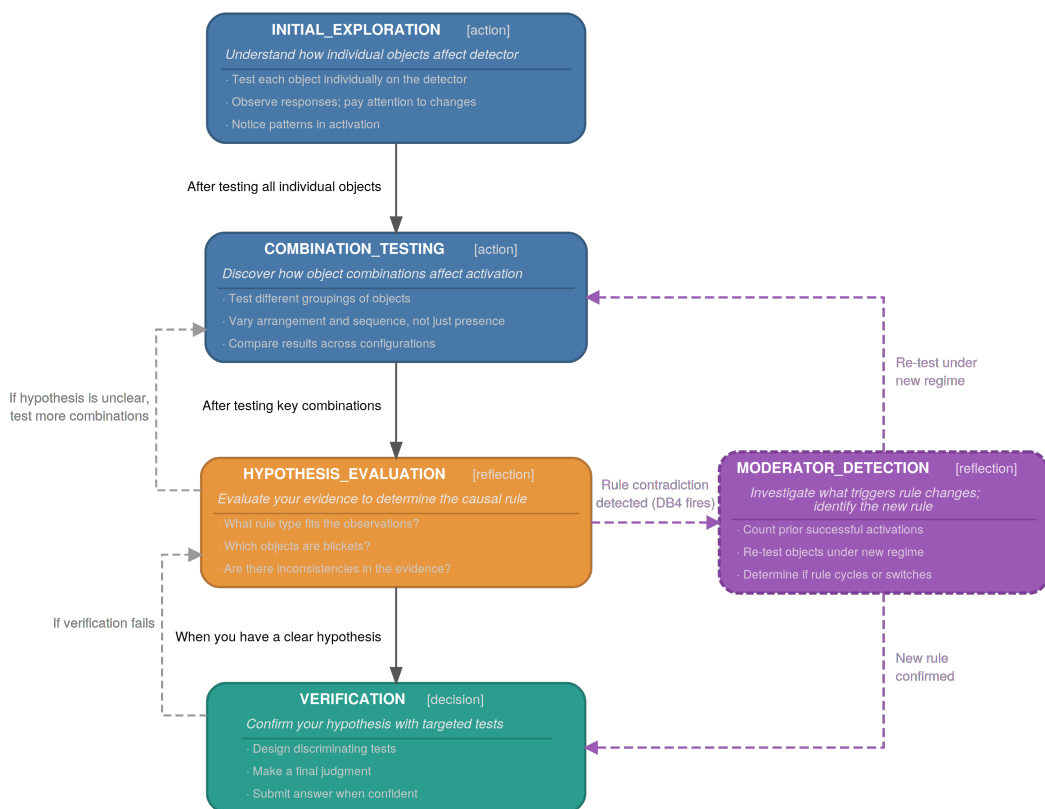 INITIAL_EXPLORATION [action]
Understand how individual objects affect detector
· Test each object individually on the detector
· Observe responses; pay attention to changes
· Notice patterns in activation
After testing all individual objects
COMBINATION_TESTING [action]
Discover how object combinations affect activation
· Test different groupings of objects
· Vary arrangement and sequence, not just presence
· Compare results across configurations
Re-test under
new regime
If hypothesis is unclear,
test more combinations
After testing key combinations
HYPOTHESIS_EVALUATION [reflection]
Evaluate your evidence to determine the causal rule
· What rule type fits the observations?
· Which objects are blickets?
· Are there inconsistencies in the evidence?
Rule contradiction
detected (DB4 fires)
MODERATOR_DETECTION [reflection]
Investigate what triggers rule changes;
identify the new rule
· Count prior successful activations
· Re-test objects under new regime
· Determine if rule cycles or switches
If verification fails
When you have a clear hypothesis
New rule
confirmed
VERIFICATION [decision]
Confirm your hypothesis with targeted tests
· Design discriminating tests
· Make a final judgment
· Submit answer when confident